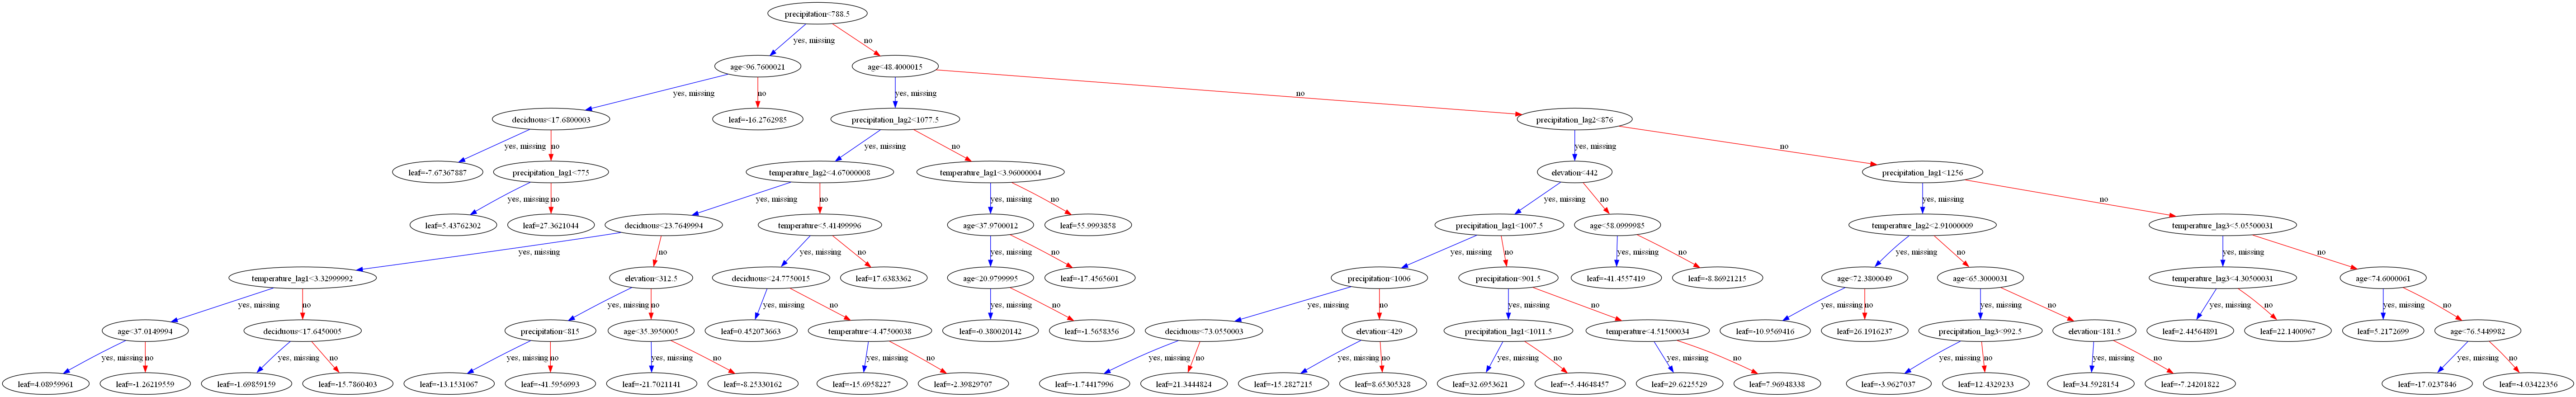 precipitation<788.5
yes, missing
no
age<96.7600021
age<48.4000015
yes, missing
no
yes, missing
no
deciduous<17.6800003
leaf=-16.2762985
precipitation_lag2<1077.5
precipitation_lag2<876
yes, missing
no
yes, missing
no
yes, missing
no
leaf=-7.67367887
precipitation_lag1<775
temperature_lag2<4.67000008
temperature_lag1<3.96000004
elevation<442
precipitation_lag1<1256
yes, missing
no
yes, missing
no
yes, missing
no
yes, missing
no
yes, missing
no
leaf=5.43762302
leaf=27.3621044
deciduous<23.7649994
temperature<5.41499996
age<37.9700012
leaf=55.9993858
precipitation_lag1<1007.5
age<58.0999985
temperature_lag2<2.91000009
temperature_lag3<5.05500031
yes, missing
no
yes, missing
no
yes, missing
no
yes, missing
no
yes, missing
no
yes, missing
no
yes, missing
no
temperature_lag1<3.32999992
elevation<312.5
deciduous<24.7750015
leaf=17.6383362
age<20.9799995
leaf=-17.4565601
precipitation<1006
precipitation<901.5
leaf=-41.4557419
leaf=-8.86921215
age<72.3800049
age<65.3000031
temperature_lag3<4.30500031
age<74.6000061
yes, missing
no
yes, missing
no
yes, missing
no
yes, missing
no
yes, missing
no
yes, missing
no
yes, missing
no
yes, missing
no
yes, missing
no
yes, missing
no
age<37.0149994
deciduous<17.645005
precipitation<815
age<35.3950005
leaf=0.452073663
temperature<4.47500038
leaf=-0.380020142
leaf=-1.5658356
deciduous<73.0550003
elevation<429
precipitation_lag1<1011.5
temperature<4.51500034
leaf=-10.9569416
leaf=26.1916237
precipitation_lag3<992.5
elevation<181.5
leaf=2.44564891
leaf=22.1400967
leaf=5.2172699
age<76.5449982
yes, missing
no
yes, missing
no
yes, missing
no
yes, missing
no
yes, missing
no
yes, missing
no
yes, missing
no
yes, missing
no
yes, missing
no
yes, missing
no
yes, missing
no
yes, missing
no
leaf=4.08959961
leaf=-1.26219559
leaf=-1.69859159
leaf=-15.7860403
leaf=-13.1531067
leaf=-41.5956993
leaf=-21.7021141
leaf=-8.25330162
leaf=-15.6958227
leaf=-2.39829707
leaf=-1.74417996
leaf=21.3444824
leaf=-15.2827215
leaf=8.65305328
leaf=32.6953621
leaf=-5.44648457
leaf=29.6225529
leaf=7.96948338
leaf=-3.9627037
leaf=12.4329233
leaf=34.5928154
leaf=-7.24201822
leaf=-17.0237846
leaf=-4.03422356